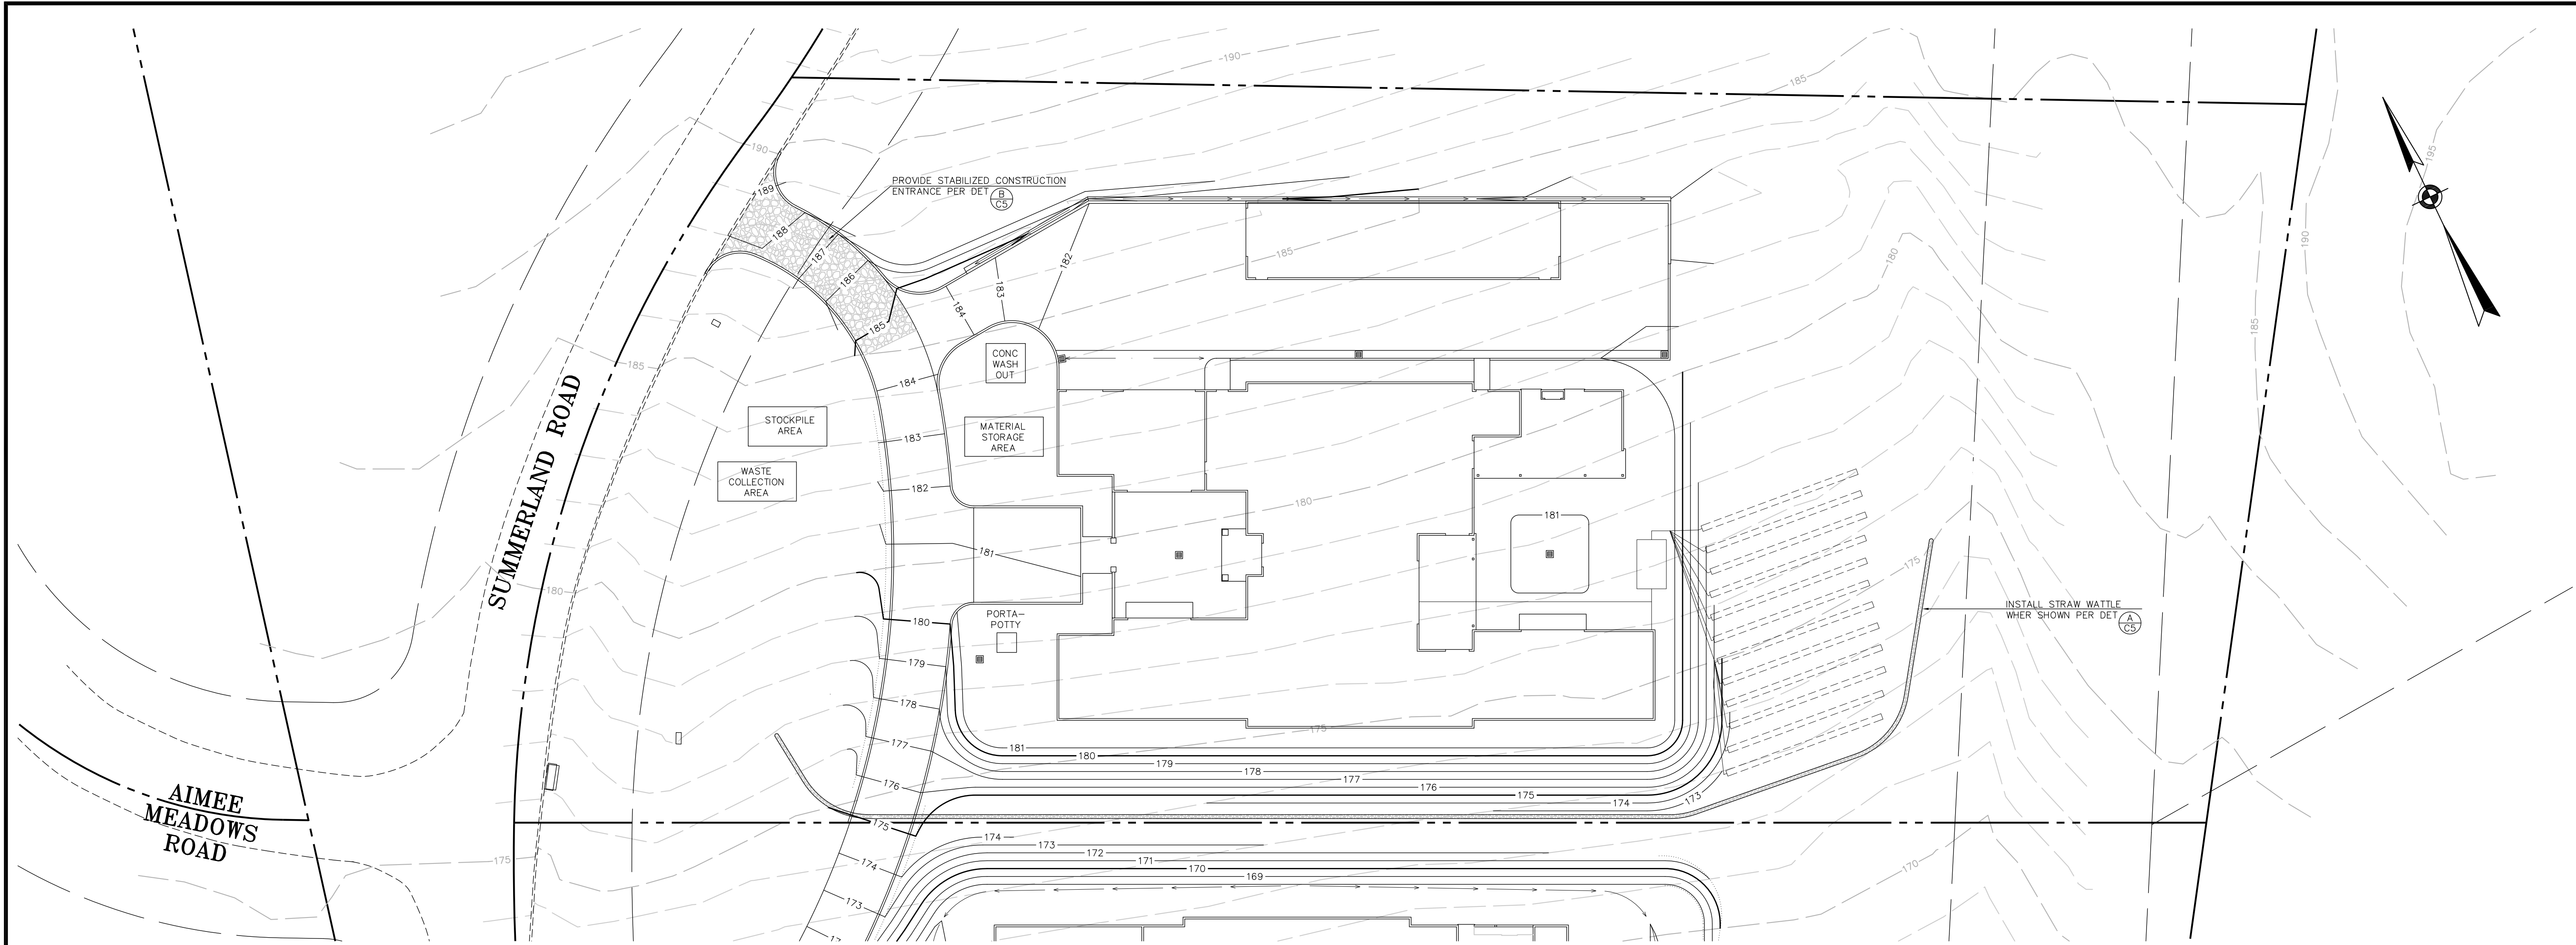 190
185
195
190
PROVIDE STABILIZED CONSTRUCTION
ENTRANCE PER DET
B
C5
189
188
187
186
185
184
183
182
185
180
190
185
185
CONC
WASH
OUT
184
SUMMERLAND ROAD
STOCKPILE
AREA
MATERIAL
STORAGE
AREA
183
WASTE
COLLECTION
AREA
182
180
181
181
175
180
PORTA-
POTTY
180
INSTALL STRAW WATTLE
WHER SHOWN PER DET
A
C5
179
178
177
176
175
181
180
179
178
177
176
175
174
173
175
AIMEE
MEADOWS
ROAD
175
174
173
174
173
172
171
170
169
170